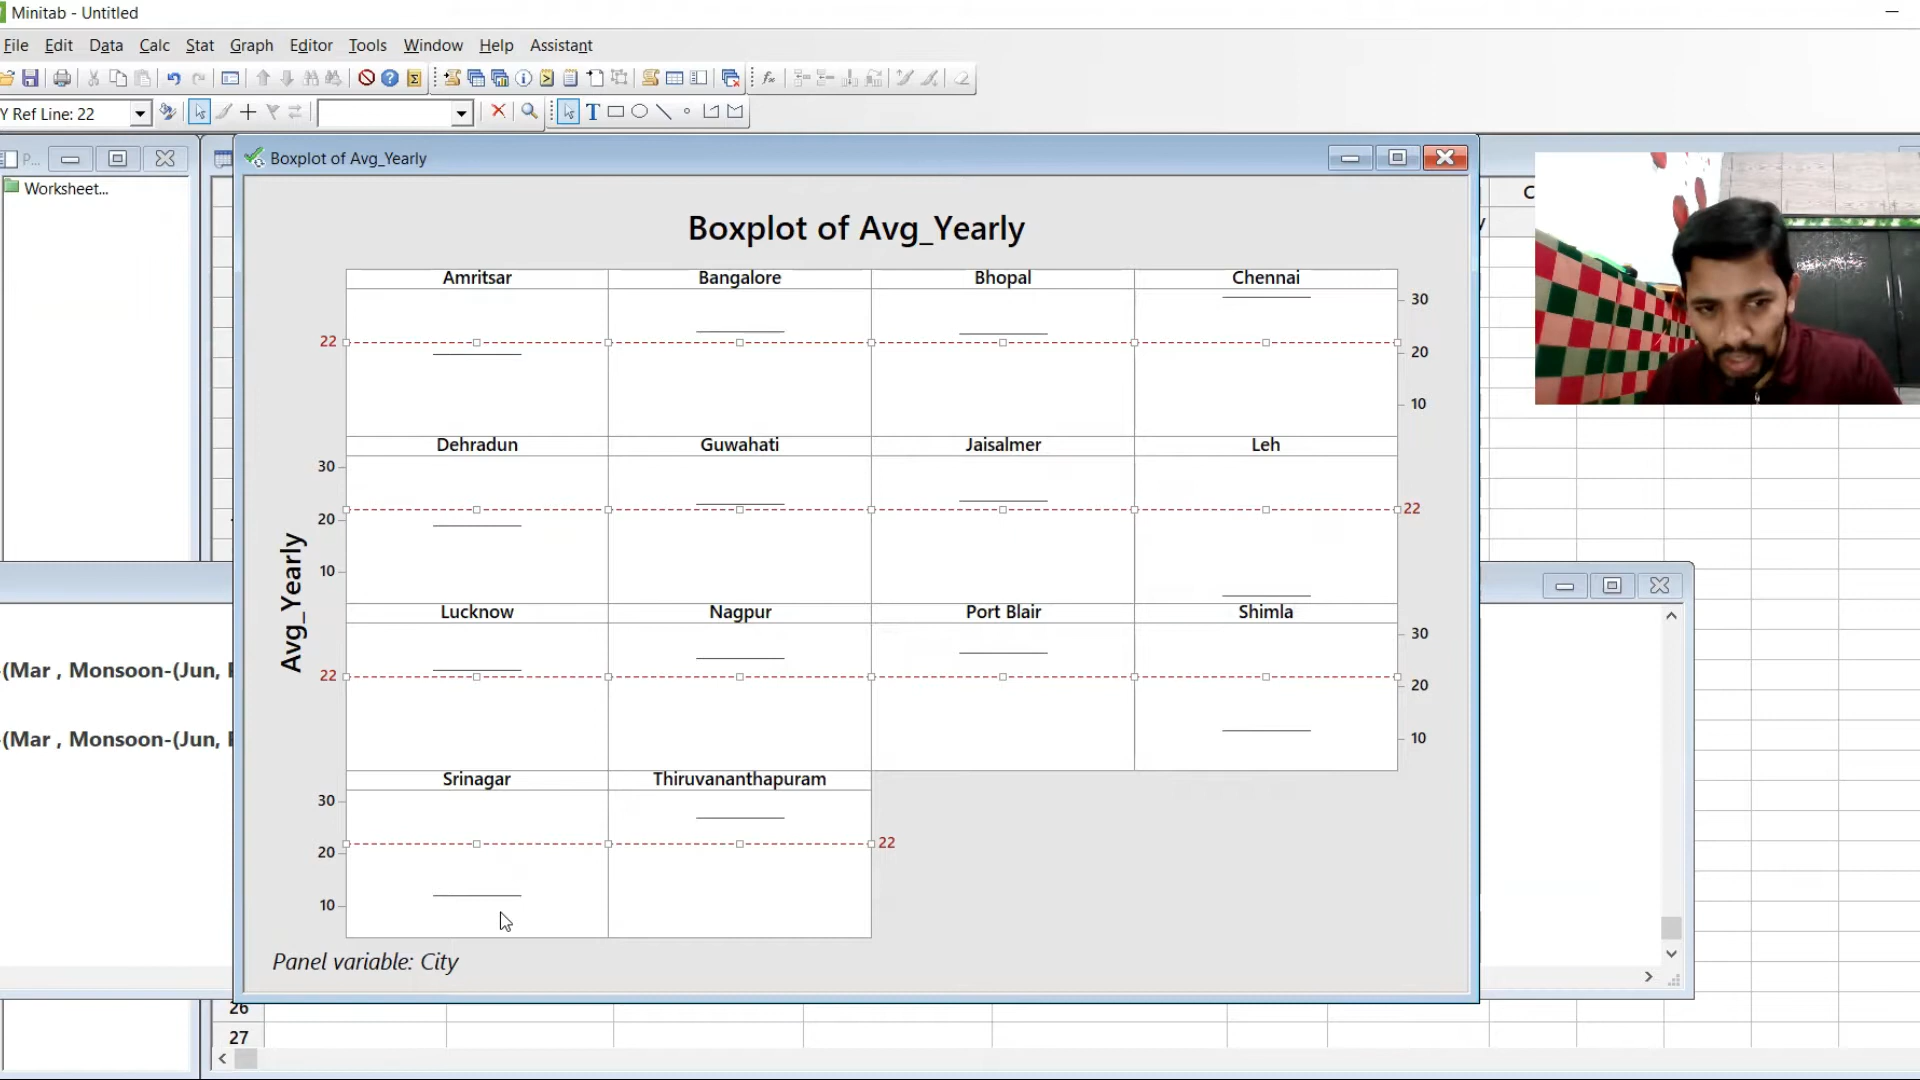 Minitab - Untitled
File Edit Data Calc Stat Graph Editor Tools Window Help Assistant
Y Ref Line: 22
P...
Boxplot of Avg_Yearly
Worksheet...
Boxplot of Avg_Yearly
Amritsar Bangalore Bhopal Chennai
30
22
20
10
Dehradun Guwahati Jaisalmer Leh
30
22
20
10
Avg_Yearly
Lucknow Nagpur Port Blair Shimla
30
22
20
10
Srinagar Thiruvananthapuram
30
22
20
10
Panel variable: City
-(Mar , Monsoon-(Jun,
-(Mar , Monsoon-(Jun,
26
27